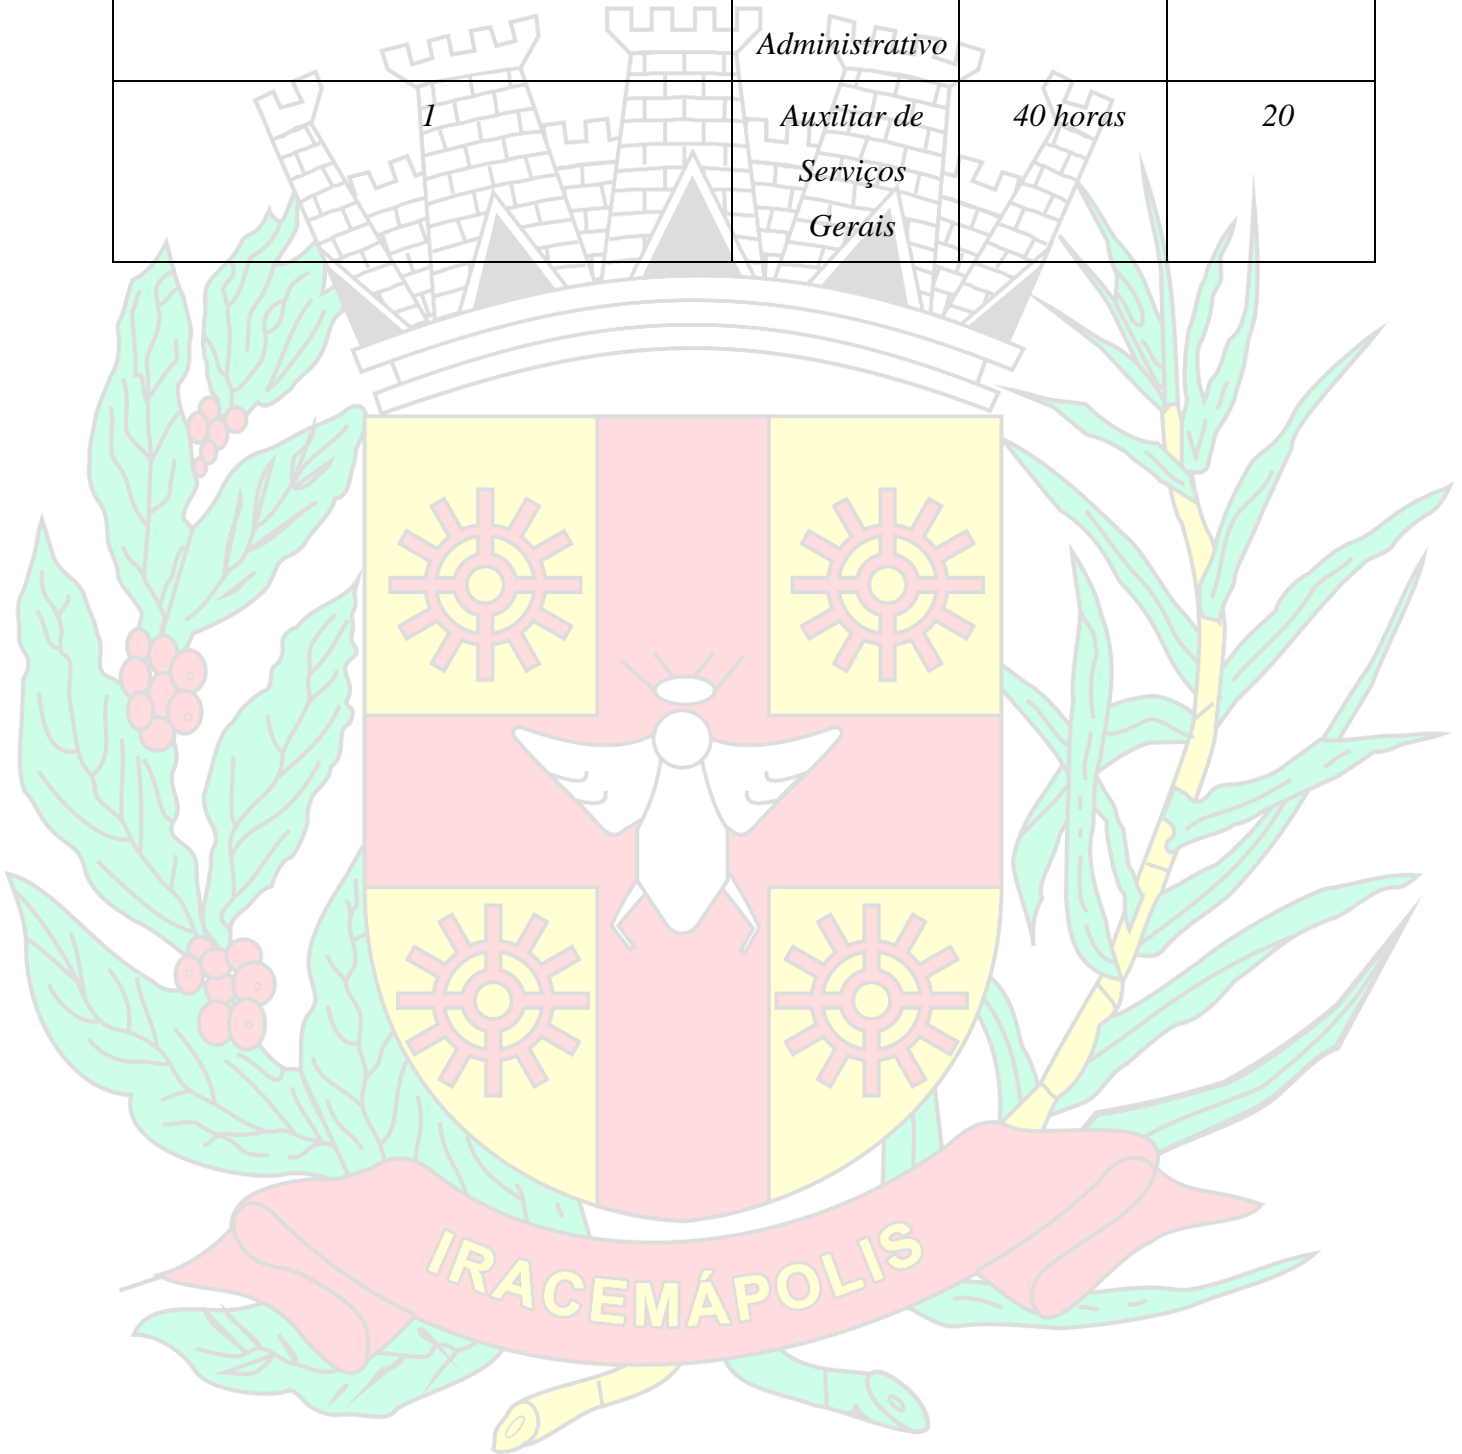 Administrativo
1 Auxiliar de 40 horas 20
Serviços
Gerais
IRACEMÁPOLIS